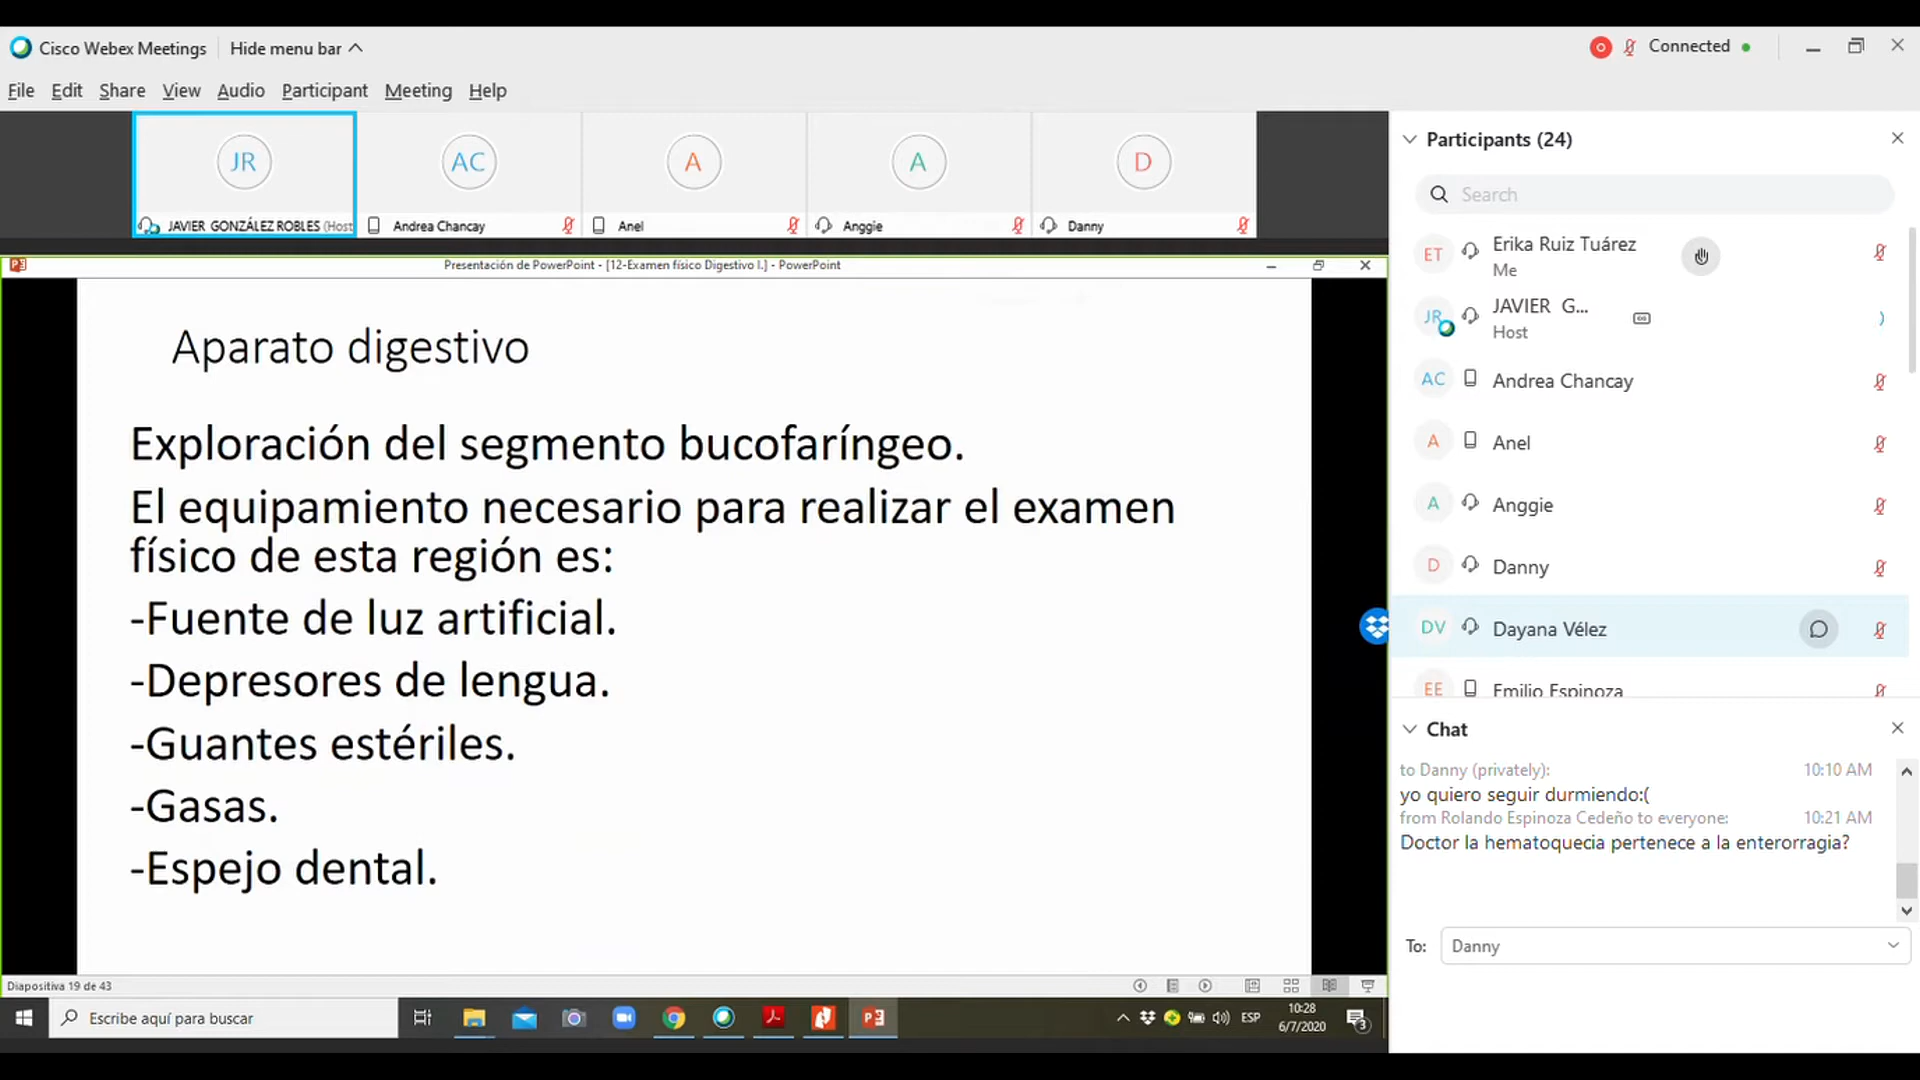 Cisco Webex Meetings
Hide menu bar
Connected
File Edit Share View Audio Participant Meeting Help
JR
AC
A
A
D
JAVIER GONZÁLEZ ROBLES (Host
Andrea Chancay
Anel
Anggie
Danny
Presentación de PowerPoint - [12-Examen físico Digestivo I.] - PowerPoint
Aparato digestivo
Exploración del segmento bucofaríngeo.
El equipamiento necesario para realizar el examen
físico de esta región es:
-Fuente de luz artificial.
-Depresores de lengua.
-Guantes estériles.
-Gasas.
-Espejo dental.
Diapositiva 19 de 43
Escribe aquí para buscar
ESP
10:28
6/7/2020
3
Participants (24)
Search
ET
Erika Ruiz Tuárez
Me
JR
JAVIER G...
Host
AC
Andrea Chancay
A
Anel
A
Anggie
D
Danny
DV
Dayana Vélez
EE
Emilio Espinoza
Chat
to Danny (privately): 10:10 AM
yo quiero seguir durmiendo:(
from Rolando Espinoza Cedeño to everyone: 10:21 AM
Doctor la hematoquecia pertenece a la enterorragia?
To: Danny